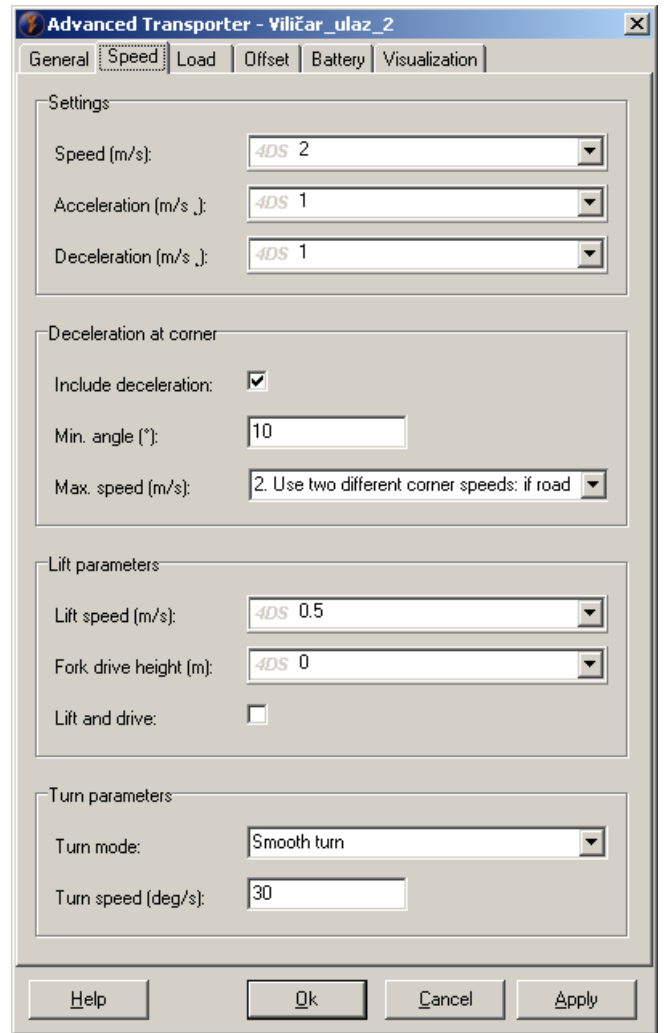 Advanced Transporter - Viličar_ulaz_2
General Speed Load Offset Battery Visualization
Settings
Speed (m/s): 4DS 2
Acceleration (m/s ¸): 4DS 1
Deceleration (m/s ¸): 4DS 1
Deceleration at corner
Include deceleration:
Min. angle (°): 10
Max. speed (m/s): 2. Use two different corner speeds: if road
Lift parameters
Lift speed (m/s): 4DS 0.5
Fork drive height (m): 4DS 0
Lift and drive:
Turn parameters
Turn mode: Smooth turn
Turn speed (deg/s): 30
Help Ok Cancel Apply